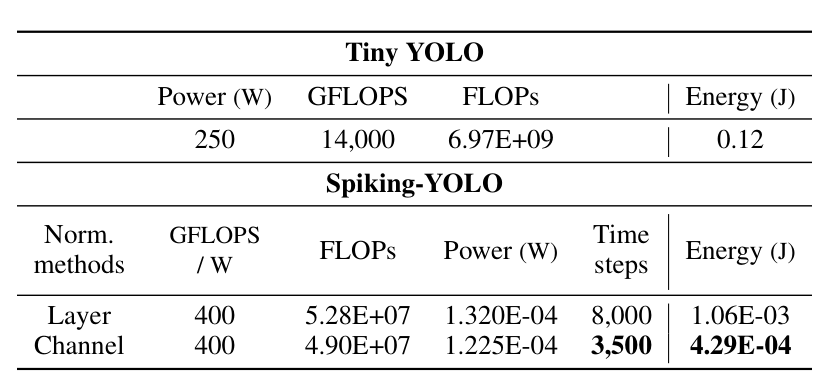 Tiny YOLO
Power (W) GFLOPS FLOPs Energy (J)
250 14,000 6.97E+09 0.12
Spiking-YOLO
Norm. methods GFLOPS / W FLOPs Power (W) Time steps Energy (J)
Layer 400 5.28E+07 1.320E-04 8,000 1.06E-03
Channel 400 4.90E+07 1.225E-04 3,500 4.29E-04